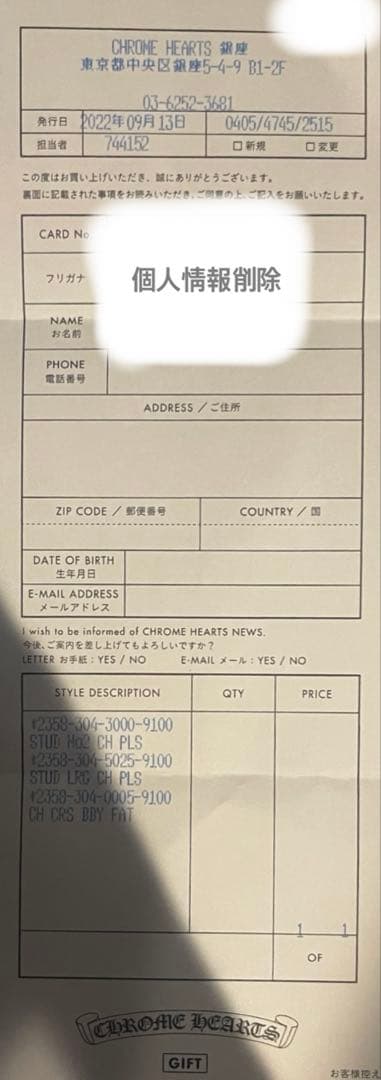 CHROME HEARTS 銀座
東京都中央区銀座5-4-9 B1-2F
03-6252-3681
発行日 2022年09月13日 0405/4745/2515
担当者 744152 □ 新規 □ 変更
この度はお買い上げいただき、誠にありがとうございます。
裏面に記載された事項をお読みいただき、ご同意の上、ご記入をお願いいたします。
CARD No
フリガナ
個人情報削除
NAME
お名前
PHONE
電話番号
ADDRESS / ご住所
ZIP CODE / 郵便番号 COUNTRY / 国
DATE OF BIRTH
生年月日
E-MAIL ADDRESS
メールアドレス
I wish to be informed of CHROME HEARTS NEWS.
今後、ご案内を差し上げてもよろしいですか？
LETTER お手紙 : YES / NO E-MAIL メール : YES / NO
STYLE DESCRIPTION QTY PRICE
*2358-304-3000-9100
STUD No2 CH PLS
*2358-304-5025-9100
STUD LRG CH PLS
*2358-304-0005-9100
CH CRS BBY FAT
1 1
OF
CHROME HEARTS
GIFT
お客様控え